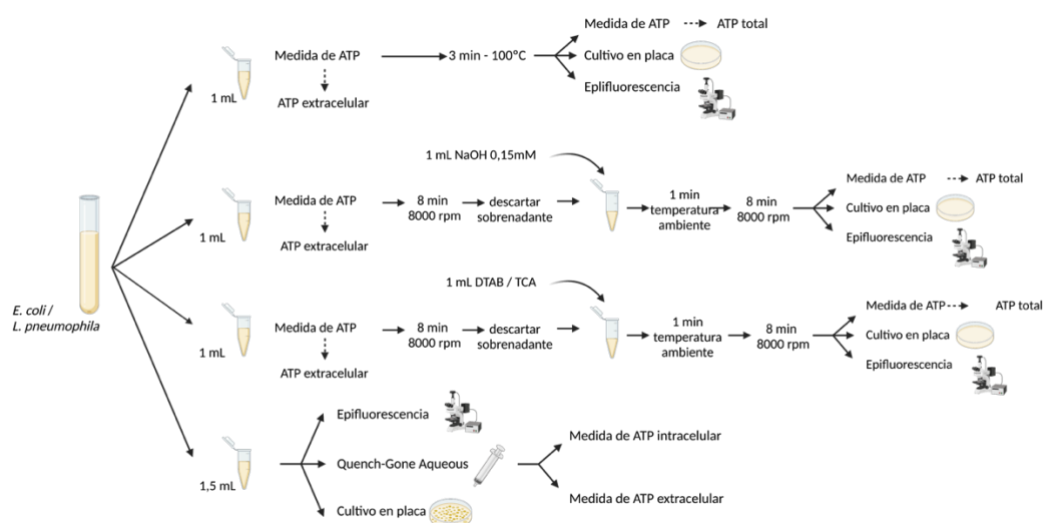 Medida de ATP
ATP total
Medida de ATP
3 min - 100°C
Cultivo en placa
1 mL
ATP extracelular
Eplifluorescencia
1 mL NaOH 0,15mM
Medida de ATP
8 min
8000 rpm
descartar
sobrenadante
1 min
temperatura
ambiente
8 min
8000 rpm
Medida de ATP
ATP total
Cultivo en placa
Epifluorescencia
1 mL
ATP extracelular
E. coli /
L. pneumophila
1 mL DTAB / TCA
Medida de ATP
8 min
8000 rpm
descartar
sobrenadante
1 min
temperatura
ambiente
8 min
8000 rpm
Medida de ATP
ATP total
Cultivo en placa
Epifluorescencia
1 mL
ATP extracelular
Epifluorescencia
Medida de ATP intracelular
Quench-Gone Aqueous
1,5 mL
Medida de ATP extracelular
Cultivo en placa